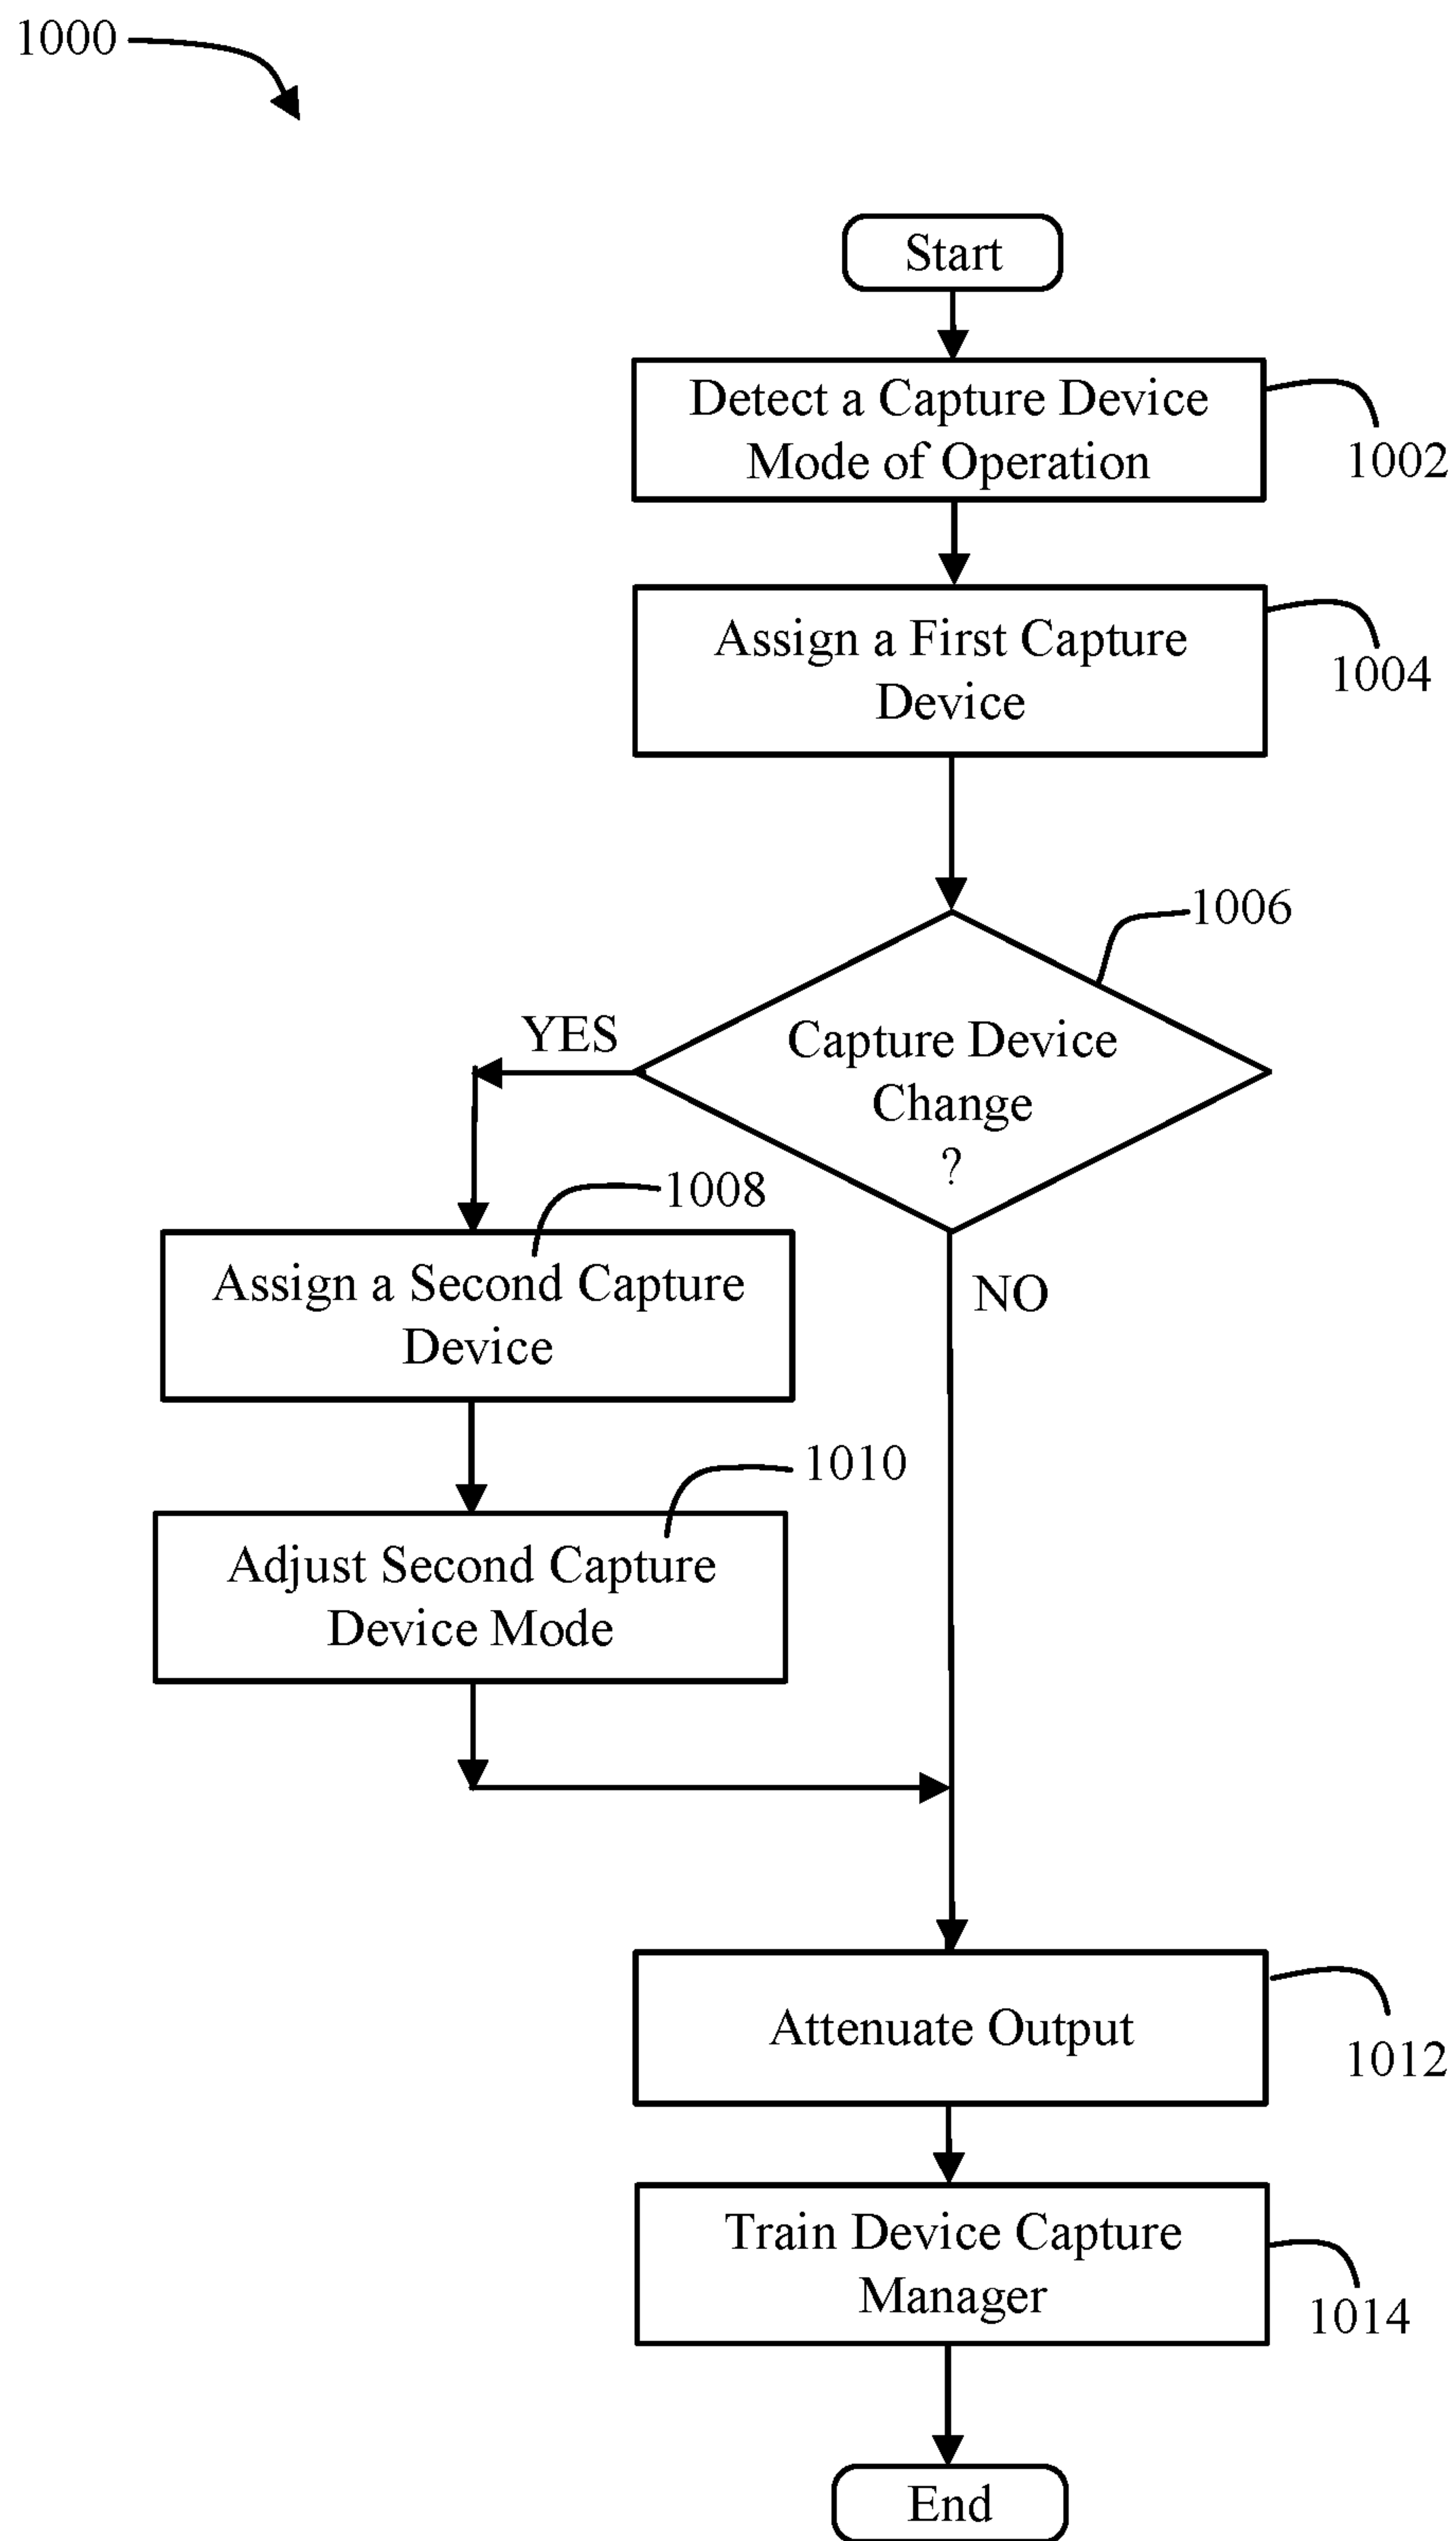 1000
Start
Detect a Capture Device
Mode of Operation
1002
Assign a First Capture
Device
1004
1006
Capture Device
Change
?
YES
NO
1008
Assign a Second Capture
Device
1010
Adjust Second Capture
Device Mode
Attenuate Output
1012
Train Device Capture
Manager
1014
End